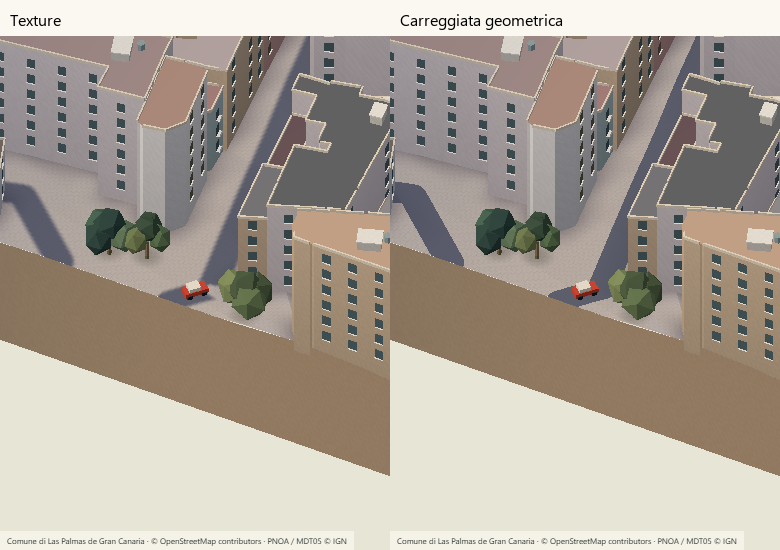 Texture
Carreggiata geometrica
Comune di Las Palmas de Gran Canaria · © OpenStreetMap contributors · PNOA / MDT05 © IGN
Comune di Las Palmas de Gran Canaria · © OpenStreetMap contributors · PNOA / MDT05 © IGN